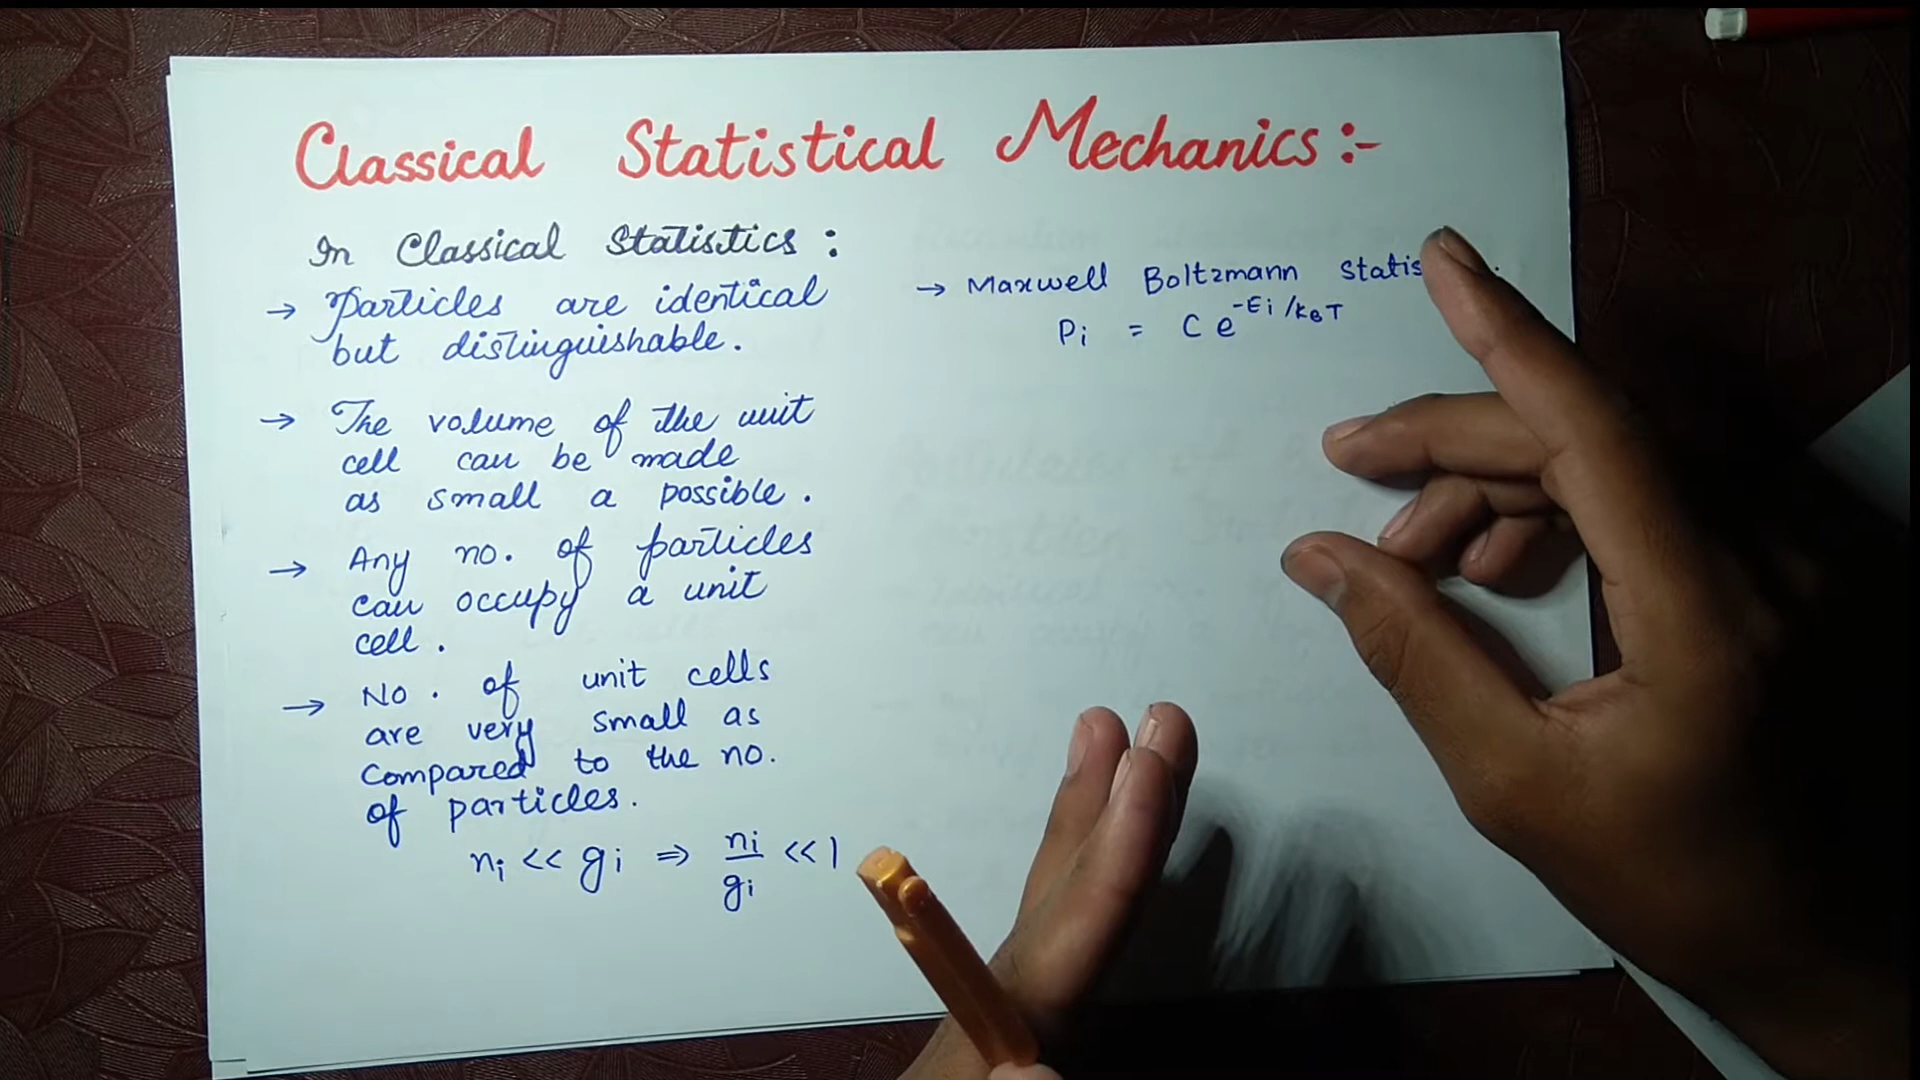 Classical Statistical Mechanics :-
In Classical Statistics :
→ Particles are identical
but distinguishable.
→ The volume of the unit
cell can be made
as small a possible .
→ Any no. of particles
can occupy a unit
cell .
→ No . of unit cells
are very small as
compared to the no.
of particles .
nᵢ << gᵢ ⇒ nᵢ/gᵢ << 1
→ Maxwell Boltzmann
Pᵢ = C e^(-Ei/kBT)